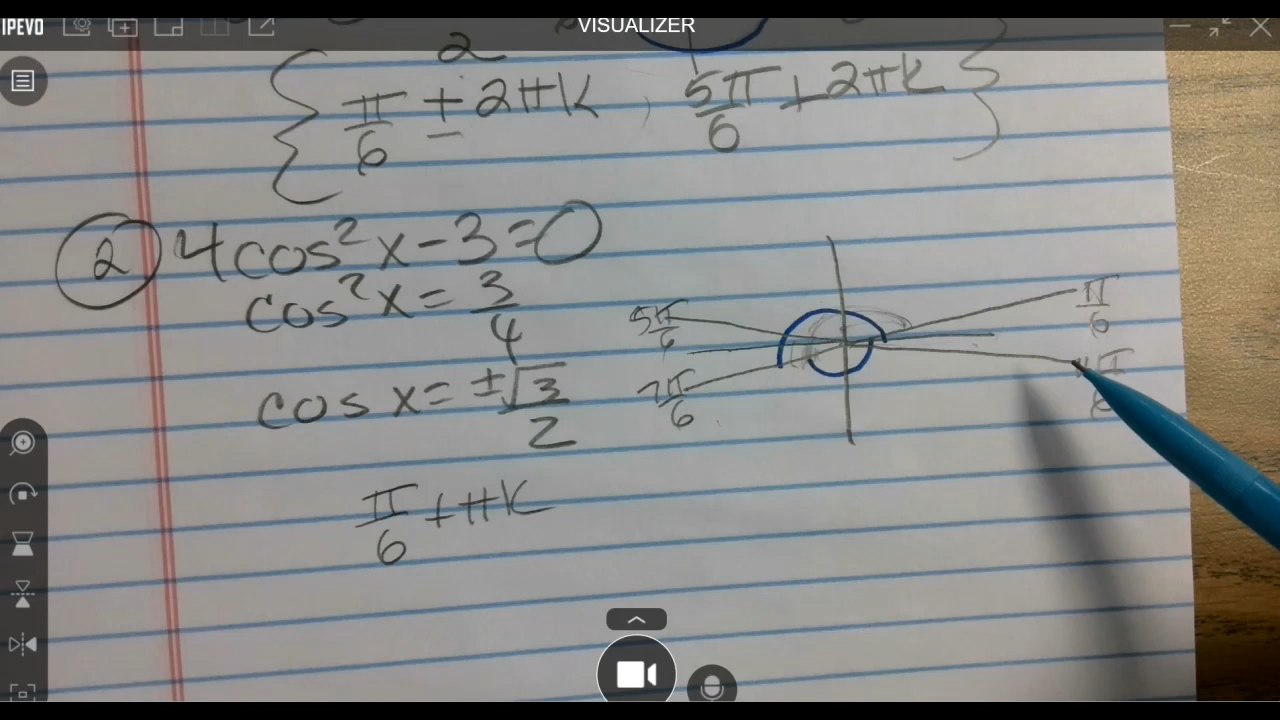 IPEVO
VISUALIZER
2
{ π/6 ± 2πk , 5π/6 + 2πk }
② 4cos²x - 3 = 0
cos²x = 3/4
cos x = ±√3/2
5π/6
π/6
7π/6
π/6 + πk